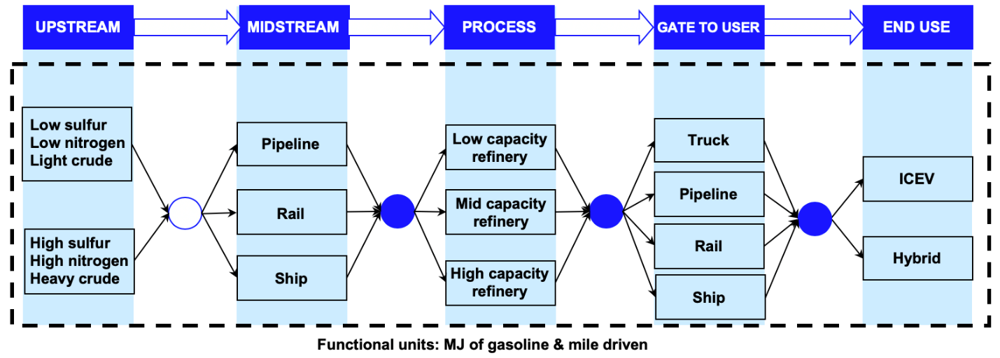 UPSTREAM
MIDSTREAM
PROCESS
GATE TO USER
END USE
Low sulfur
Low nitrogen
Light crude
High sulfur
High nitrogen
Heavy crude
Pipeline
Rail
Ship
Low capacity
refinery
Mid capacity
refinery
High capacity
refinery
Truck
Pipeline
Rail
Ship
ICEV
Hybrid
Functional units: MJ of gasoline & mile driven